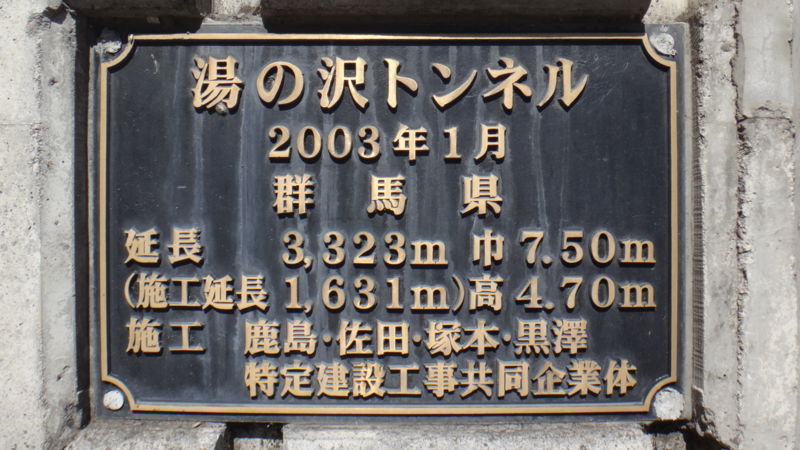 湯の沢トンネル
2003年1月
群馬県
延長 3,323m 巾 7.50m
(施工延長 1,631m)高 4.70m
施工 鹿島・佐田・塚本・黒澤
特定建設工事共同企業体